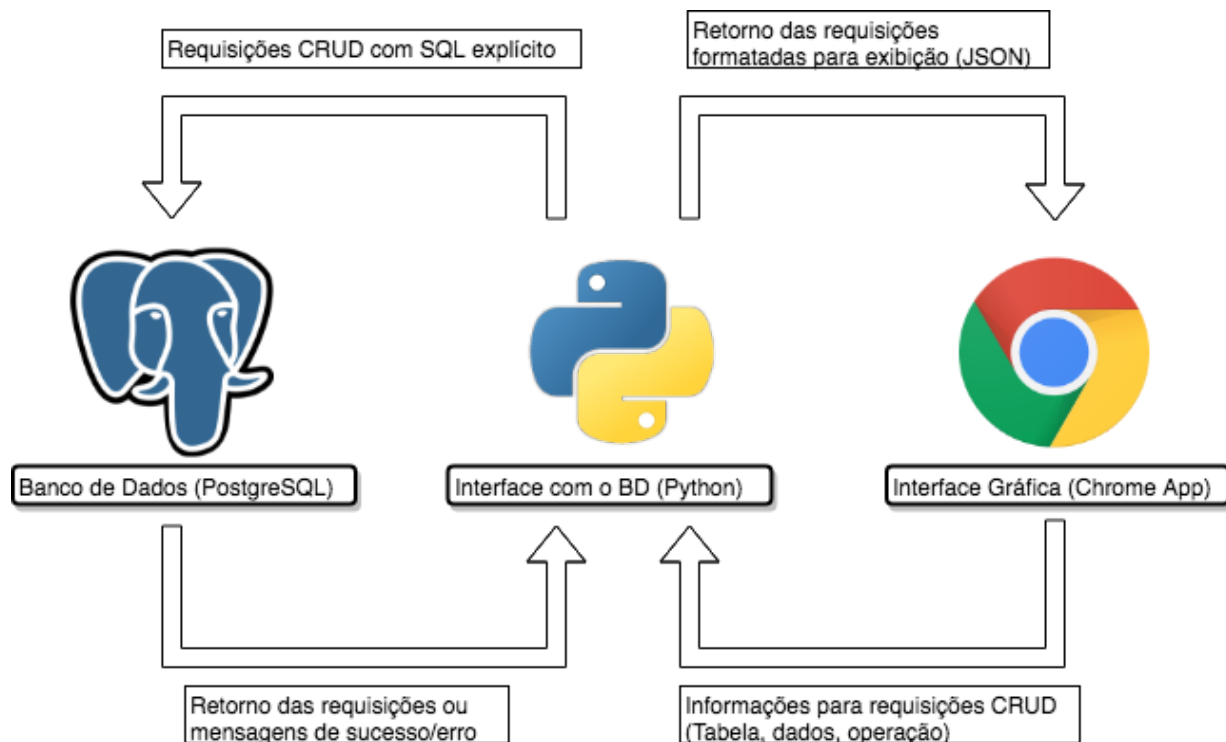 Requisições CRUD com SQL explícito
Retorno das requisições
formatadas para exibição (JSON)
Banco de Dados (PostgreSQL)
Interface com o BD (Python)
Interface Gráfica (Chrome App)
Retorno das requisições ou
mensagens de sucesso/erro
Informações para requisições CRUD
(Tabela, dados, operação)